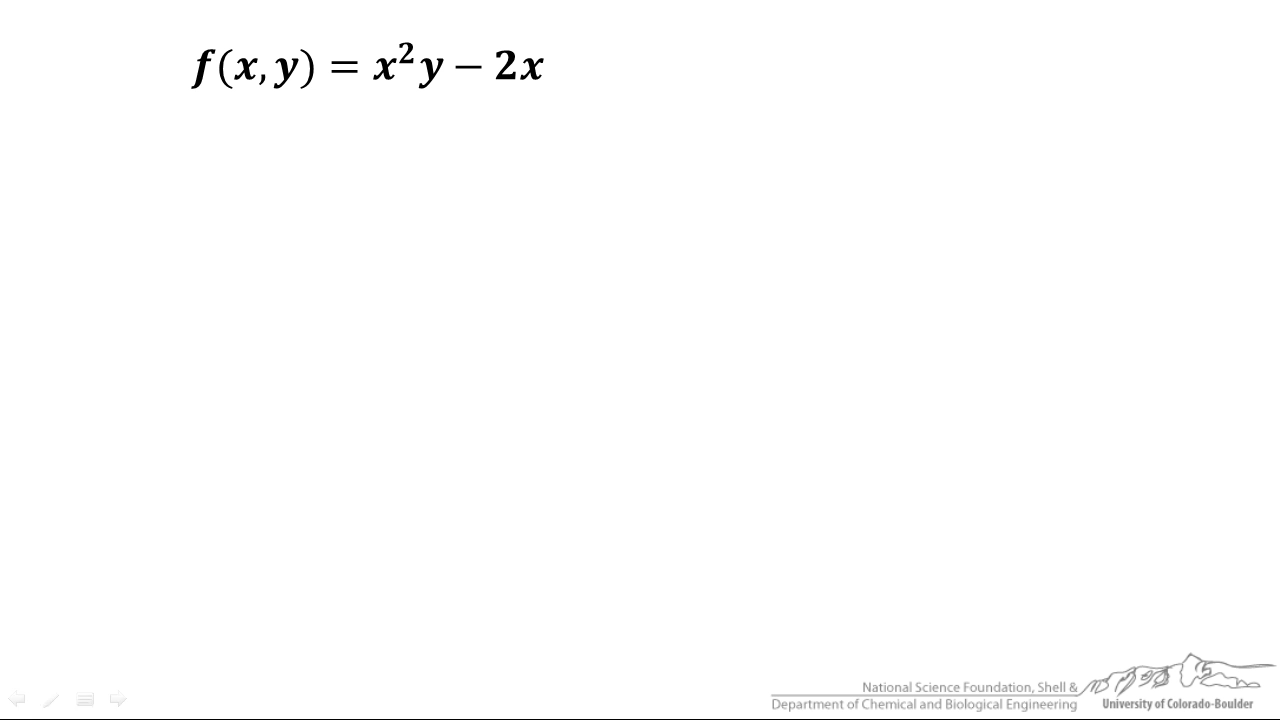 f(x, y) = x²y − 2x
National Science Foundation, Shell &
Department of Chemical and Biological Engineering
University of Colorado-Boulder